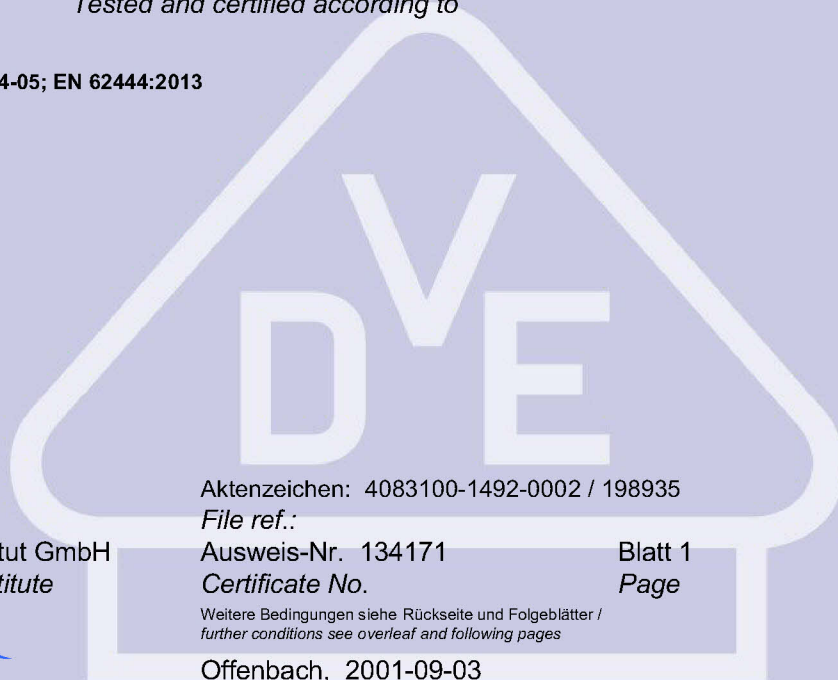 Tested and certified according to
4-05; EN 62444:2013
VDE
Aktenzeichen: 4083100-1492-0002 / 198935
File ref.:
tut GmbH Ausweis-Nr. 134171 Blatt 1
titute Certificate No. Page
Weitere Bedingungen siehe Rückseite und Folgeblätter /
further conditions see overleaf and following pages
Offenbach, 2001-09-03